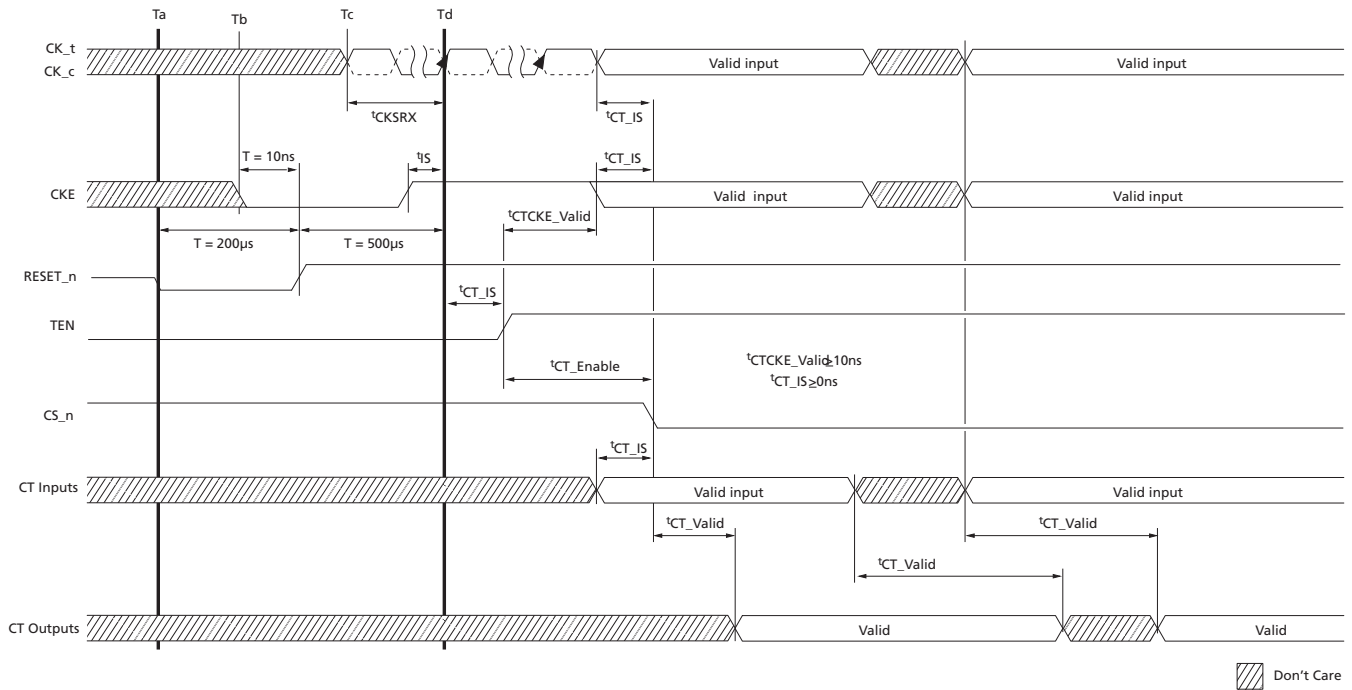 Ta
Tb
Tc
Td
CK_t
CK_c
Valid input
Valid input
tCKSRX
tCT_IS
T = 10ns
tIS
tCT_IS
CKE
Valid input
Valid input
tCTCKE_Valid
T = 200µs
T = 500µs
RESET_n
tCT_IS
TEN
tCT_Enable
tCTCKE_Valid≥10ns
tCT_IS≥0ns
CS_n
tCT_IS
CT Inputs
Valid input
Valid input
tCT_Valid
tCT_Valid
tCT_Valid
CT Outputs
Valid
Valid
Don't Care